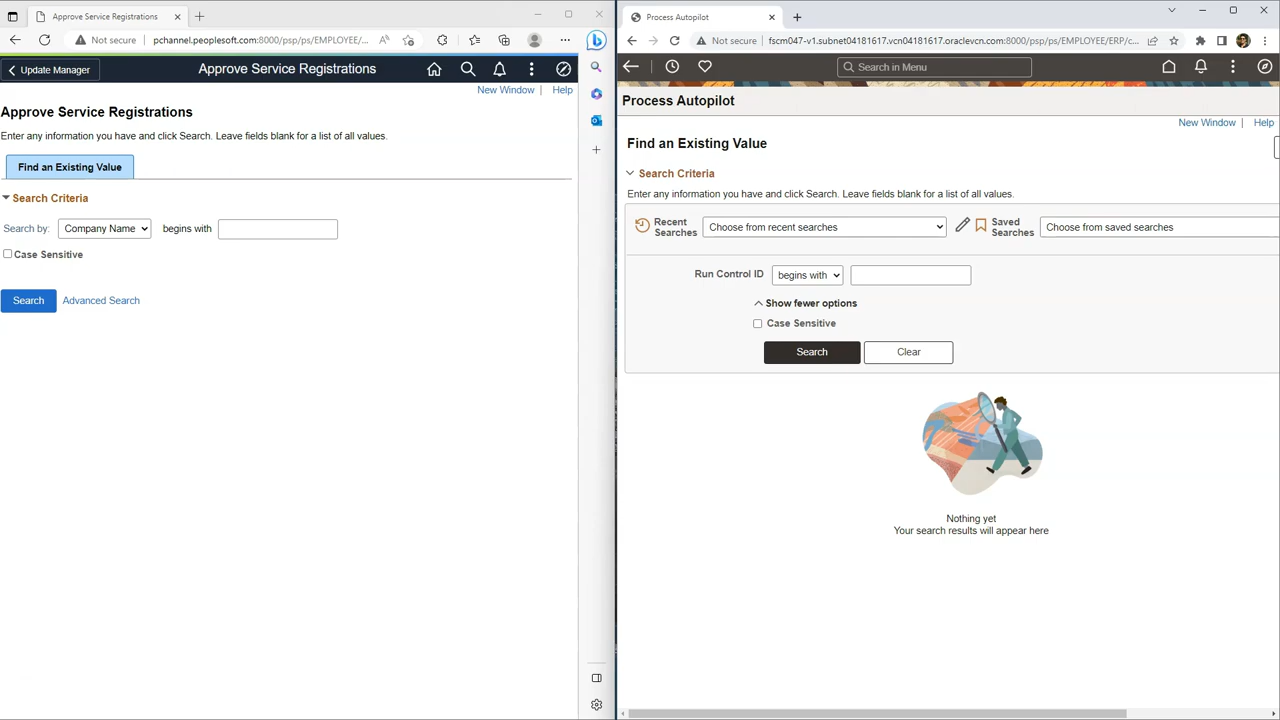 Approve Service Registrations
Not secure
pchannel.peoplesoft.com:8000/psp/ps/EMPLOYEE/...
Update Manager
Approve Service Registrations
New Window | Help
Approve Service Registrations
Enter any information you have and click Search. Leave fields blank for a list of all values.
Find an Existing Value
Search Criteria
Search by: Company Name begins with
Case Sensitive
Search Advanced Search
Process Autopilot
Not secure
fscm047-v1.subnet04181617.vcn04181617.oraclevcn.com:8000/psp/ps/EMPLOYEE/ERP/c...
Search in Menu
Process Autopilot
New Window | Help
Find an Existing Value
Search Criteria
Enter any information you have and click Search. Leave fields blank for a list of all values.
Recent Searches Choose from recent searches Saved Searches Choose from saved searches
Run Control ID begins with
Show fewer options
Case Sensitive
Search Clear
Nothing yet
Your search results will appear here